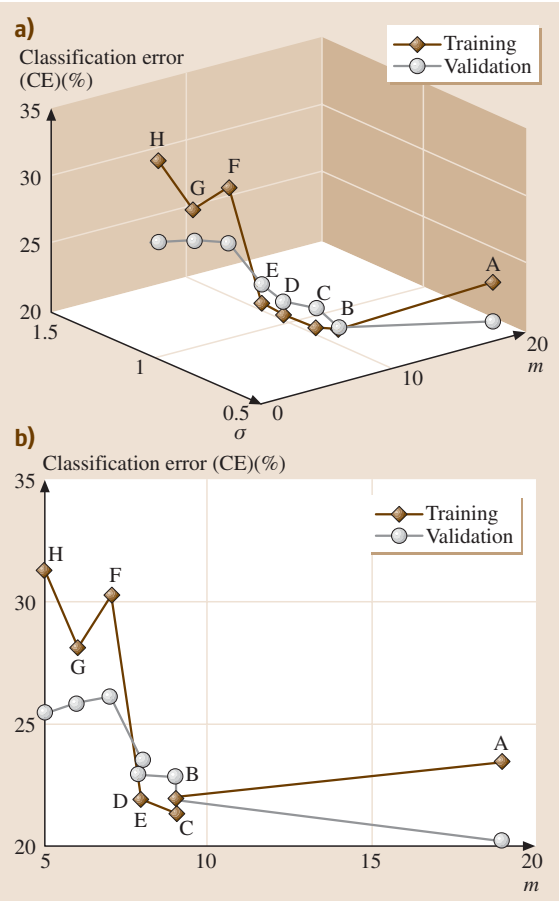 a)
Classification error
(CE)(%)
Training
Validation
35
30
25
20
1.5
1
0.5
σ
0
10
20
m
H
G
F
E
D
C
B
A
b)
Classification error (CE)(%)
Training
Validation
35
30
25
20
5
10
15
20
m
H
G
F
D
E
B
C
A